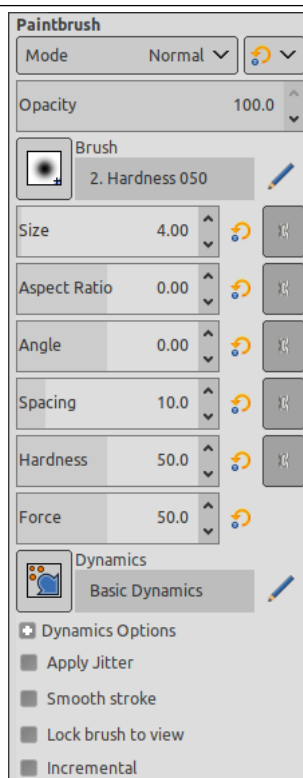 Paintbrush
Mode Normal
Opacity 100.0
Brush
2. Hardness 050
Size 4.00
Aspect Ratio 0.00
Angle 0.00
Spacing 10.0
Hardness 50.0
Force 50.0
Dynamics
Basic Dynamics
Dynamics Options
Apply Jitter
Smooth stroke
Lock brush to view
Incremental